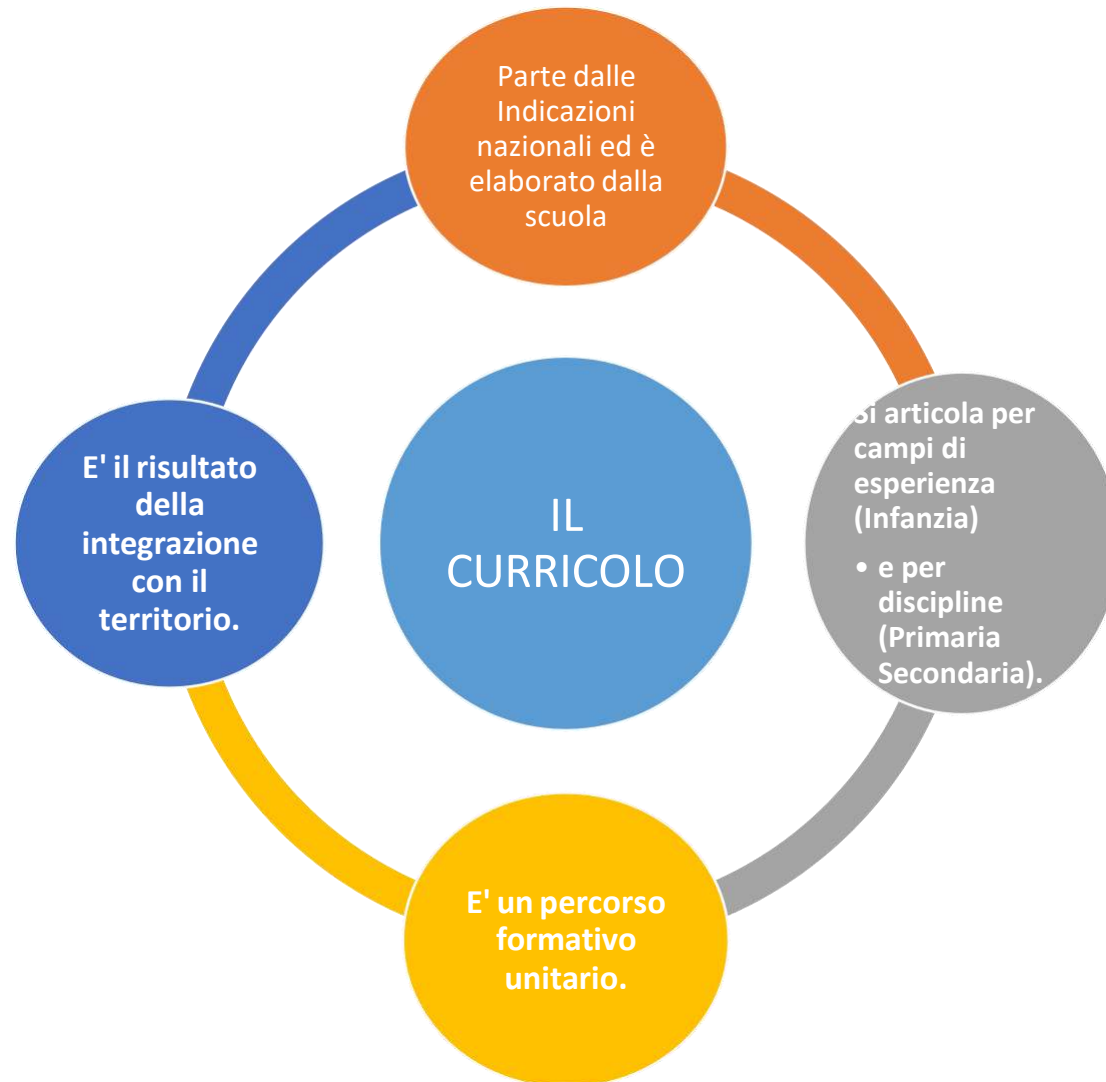 Parte dalle
Indicazioni
nazionali ed è
elaborato dalla
scuola
Si articola per
campi di
esperienza
(Infanzia)
• e per
discipline
(Primaria
Secondaria).
E' un percorso
formativo
unitario.
E' il risultato
della
integrazione
con il
territorio.
IL
CURRICOLO